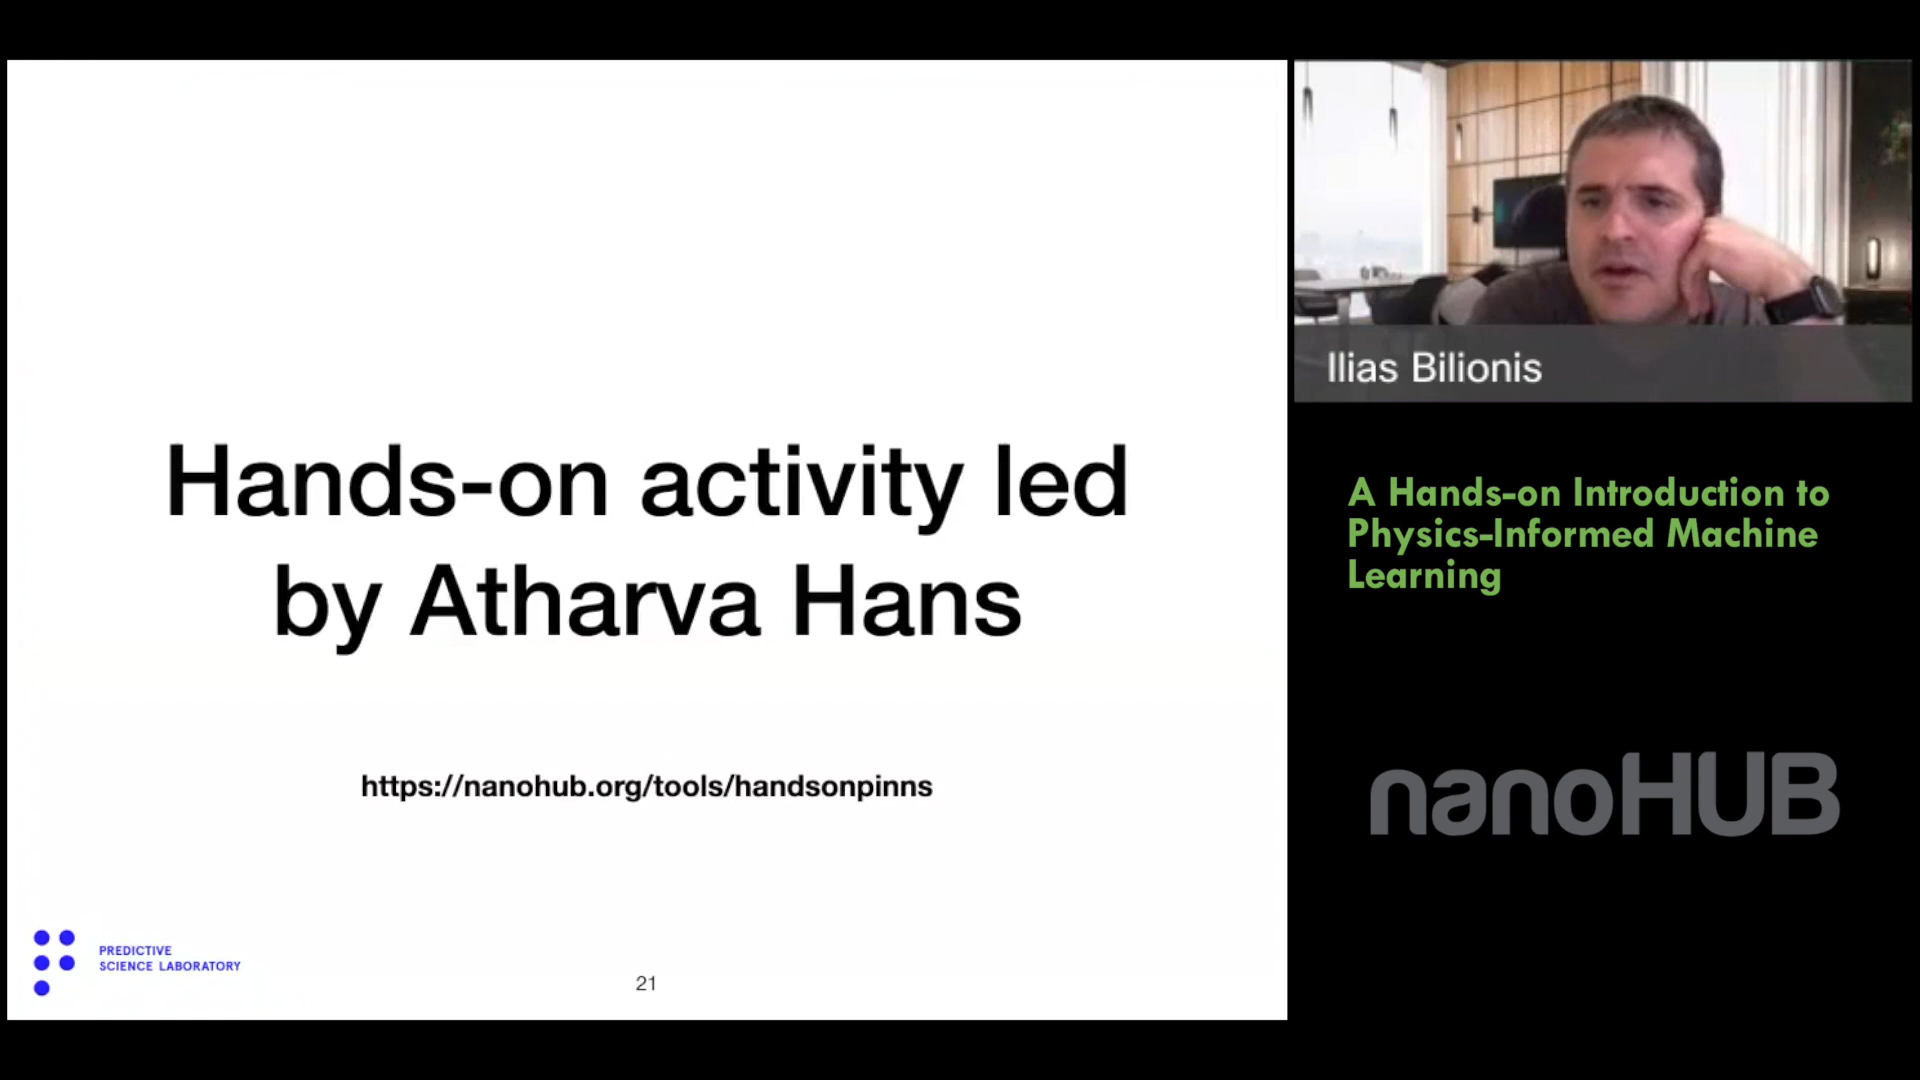 Hands-on activity led
by Atharva Hans
https://nanohub.org/tools/handsonpinns
PREDICTIVE
SCIENCE LABORATORY
21
Ilias Bilionis
A Hands-on Introduction to
Physics-Informed Machine
Learning
nanoHUB